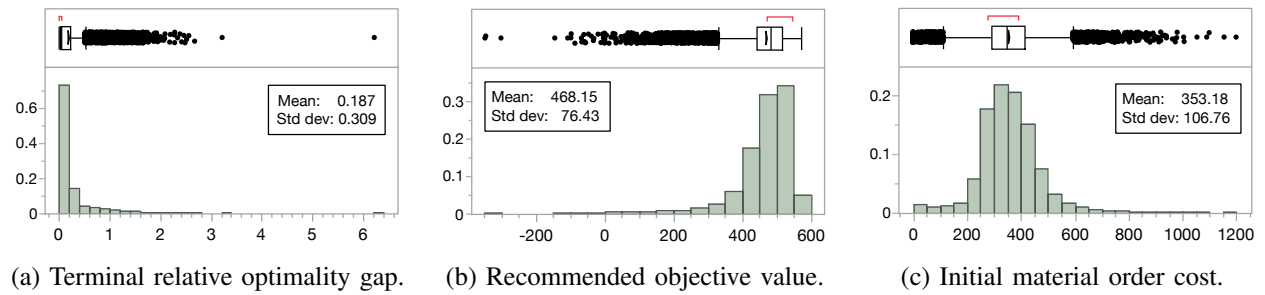 Mean: 0.187
Std dev: 0.309
0.6
0.4
0.2
0
0 1 2 3 4 5 6
(a) Terminal relative optimality gap.
Mean: 468.15
Std dev: 76.43
0.3
0.2
0.1
0
-200 0 200 400 600
(b) Recommended objective value.
Mean: 353.18
Std dev: 106.76
0.2
0.1
0
0 200 400 600 800 1000 1200
(c) Initial material order cost.